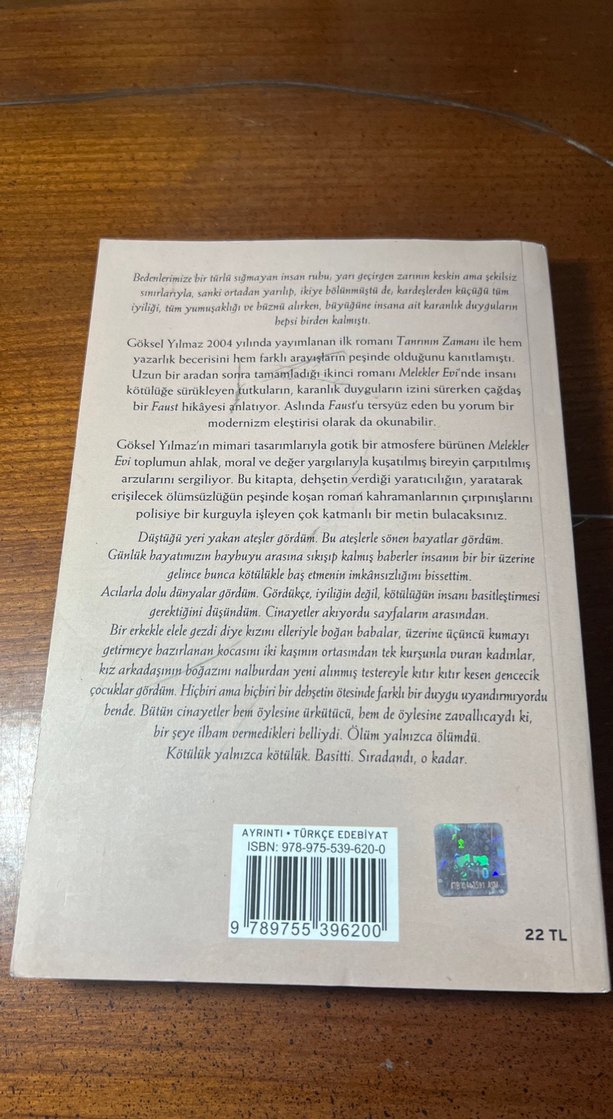 Bedenlerimize bir türlü sığmayan insan ruhu, yarı geçirgen zarının keskin ama şekilsiz
sınırlarıyla, sanki ortadan yarılıp, ikiye bölünmüştü de, kardeşlerden küçüğü tüm
iyiliği, tüm yumuşaklığı ve hüznü alırken, büyüğüne insana ait karanlık duyguların
hepsi birden kalmıştı.
Göksel Yılmaz 2004 yılında yayımlanan ilk romanı Tanrının Zamanı ile hem
yazarlık becerisini hem farklı arayışların peşinde olduğunu kanıtlamıştı.
Uzun bir aradan sonra tamamladığı ikinci romanı Melekler Evi'nde insanı
kötülüğe sürükleyen tutkuların, karanlık duyguların izini sürerken çağdaş
bir Faust hikâyesi anlatıyor. Aslında Faust'u tersyüz eden bu yorum bir
modernizm eleştirisi olarak da okunabilir.
Göksel Yılmaz'ın mimari tasarımlarıyla gotik bir atmosfere bürünen Melekler
Evi toplumun ahlak, moral ve değer yargılarıyla kuşatılmış bireyin çarpıtılmış
arzularını sergiliyor. Bu kitapta, dehşetin verdiği yaratıcılığın, yaratarak
erişilecek ölümsüzlüğün peşinde koşan roman kahramanlarının çırpınışlarını
polisiye bir kurguyla işleyen çok katmanlı bir metin bulacaksınız.
Düştüğü yeri yakan ateşler gördüm. Bu ateşlerle sönen hayatlar gördüm.
Günlük hayatımızın hayhuyu arasına sıkışıp kalmış haberler insanın bir bir üzerine
gelince bunca kötülükle baş etmenin imkânsızlığını hissettim.
Acılarla dolu dünyalar gördüm. Gördükçe, iyiliğin değil, kötülüğün insanı basitleştirmesi
gerektiğini düşündüm. Cinayetler akıyordu sayfaların arasından.
Bir erkekle elele gezdi diye kızını elleriyle boğan babalar, üzerine üçüncü kumayı
getirmeye hazırlanan kocasını iki kaşının ortasından tek kurşunla vuran kadınlar,
kız arkadaşının boğazını nalburdan yeni alınmış testereyle kıtır kıtır kesen gencecik
çocuklar gördüm. Hiçbiri ama hiçbiri bir dehşetin ötesinde farklı bir duygu uyandırmıyordu
bende. Bütün cinayetler hem öylesine ürkütücü, hem de öylesine zavallıcaydı ki,
bir şeye ilham vermedikleri belliydi. Ölüm yalnızca ölümdü.
Kötülük yalnızca kötülük. Basitti. Sıradandı, o kadar.
AYRINTI • TÜRKÇE EDEBİYAT
ISBN: 978-975-539-620-0
9 789755 396200
22 TL